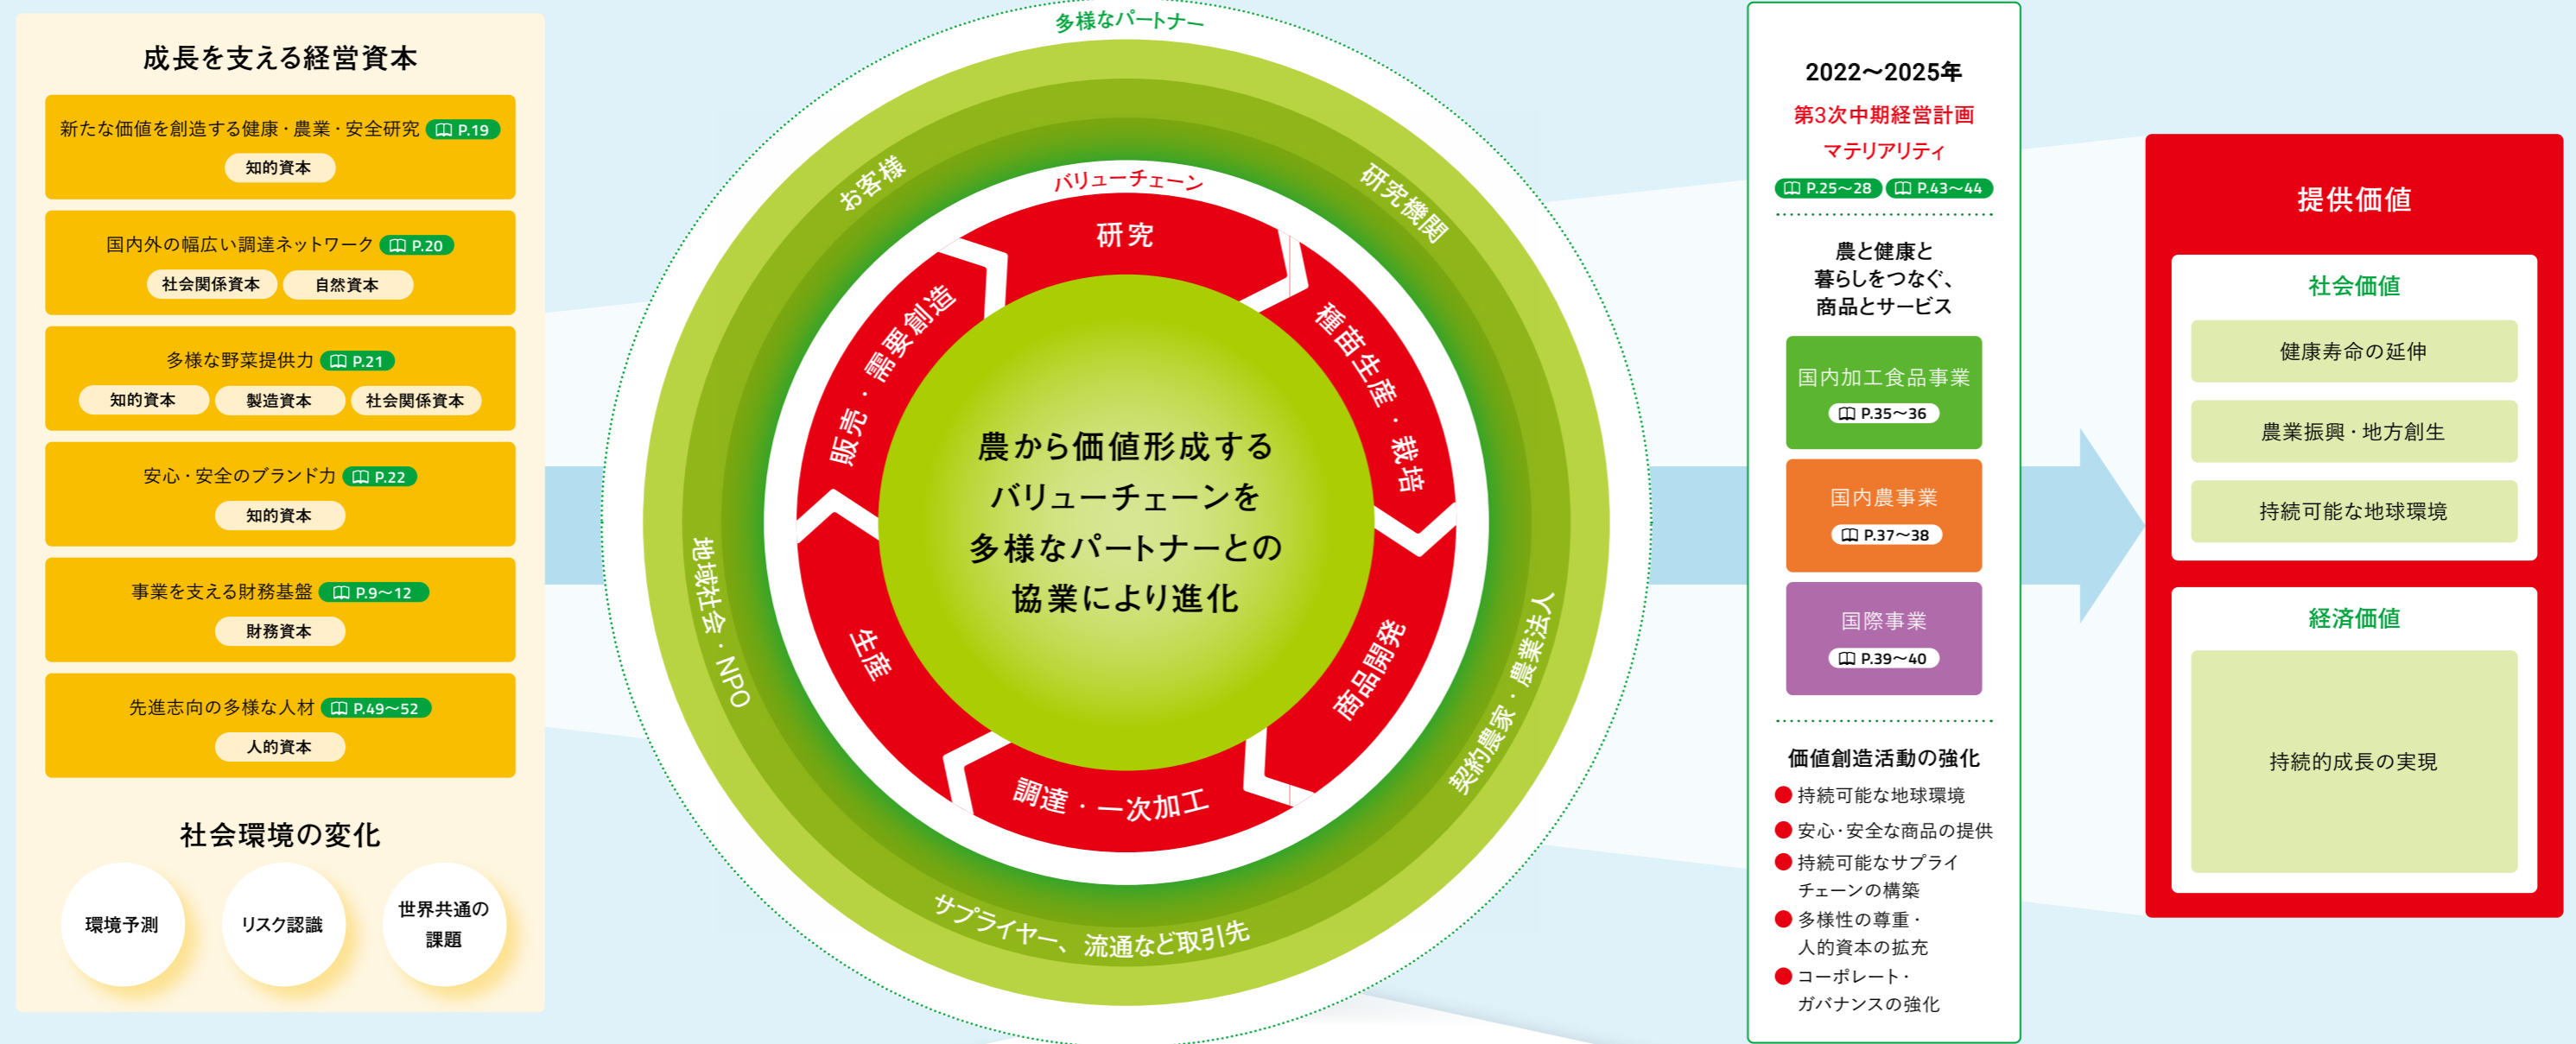 成長を支える経営資本
新たな価値を創造する健康・農業・安全研究 P.19
知的資本
国内外の幅広い調達ネットワーク P.20
社会関係資本 自然資本
多様な野菜提供力 P.21
知的資本 製造資本 社会関係資本
安心・安全のブランド力 P.22
知的資本
事業を支える財務基盤 P.9〜12
財務資本
先進志向の多様な人材 P.49〜52
人的資本
社会環境の変化
環境予測
リスク認識
世界共通の
課題
多様なパートナー
お客様
研究機関
契約農家・農業法人
サプライヤー、流通など取引先
地域社会・NPO
バリューチェーン
研究
種苗生産・栽培
商品開発
調達・一次加工
生産
販売・需要創造
農から価値形成する
バリューチェーンを
多様なパートナーとの
協業により進化
2022〜2025年
第3次中期経営計画
マテリアリティ
P.25〜28 P.43〜44
農と健康と
暮らしをつなぐ、
商品とサービス
国内加工食品事業
P.35〜36
国内農事業
P.37〜38
国際事業
P.39〜40
価値創造活動の強化
持続可能な地球環境
安心・安全な商品の提供
持続可能なサプライ
チェーンの構築
多様性の尊重・
人的資本の拡充
コーポレート・
ガバナンスの強化
提供価値
社会価値
健康寿命の延伸
農業振興・地方創生
持続可能な地球環境
経済価値
持続的成長の実現